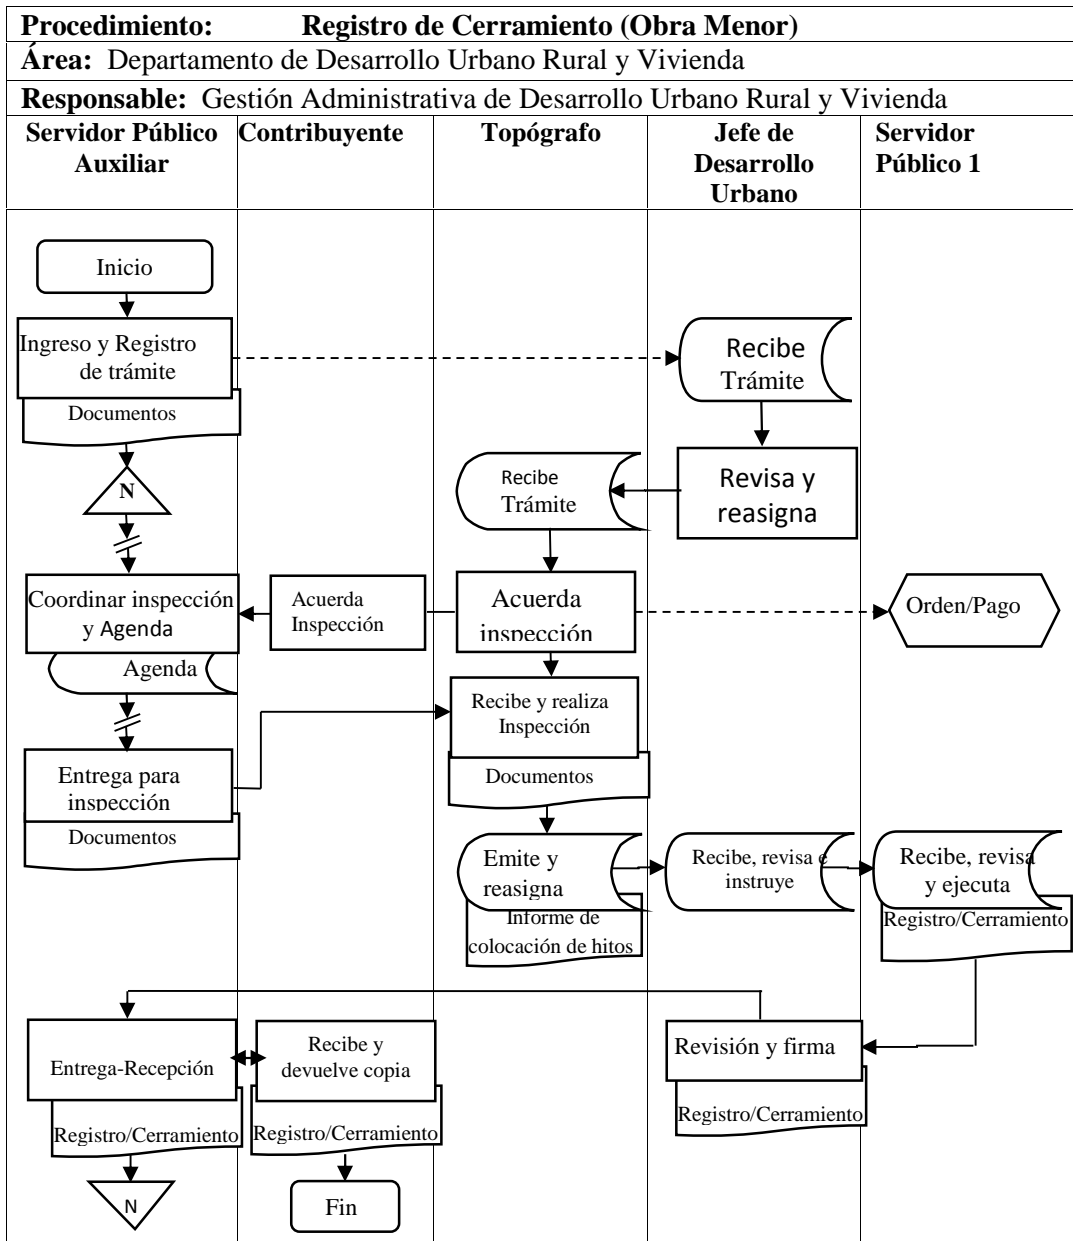 Procedimiento: Registro de Cerramiento (Obra Menor)
Área: Departamento de Desarrollo Urbano Rural y Vivienda
Responsable: Gestión Administrativa de Desarrollo Urbano Rural y Vivienda
Servidor Público
Auxiliar
Contribuyente
Topógrafo
Jefe de
Desarrollo
Urbano
Servidor
Público 1
Inicio
Ingreso y Registro
de trámite
Documentos
Recibe
Trámite
N
Recibe
Trámite
Revisa y
reasigna
Coordinar inspección
y Agenda
Agenda
Acuerda
Inspección
Acuerda
inspección
Orden/Pago
Recibe y realiza
Inspección
Documentos
Entrega para
inspección
Documentos
Emite y
reasigna
Informe de
colocación de hitos
Recibe, revisa e
instruye
Recibe, revisa
y ejecuta
Registro/Cerramiento
Entrega-Recepción
Registro/Cerramiento
N
Recibe y
devuelve copia
Registro/Cerramiento
Fin
Revisión y firma
Registro/Cerramiento